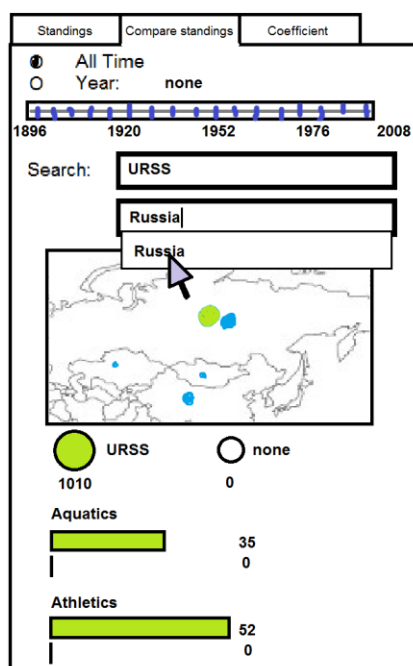 Standings Compare standings Coefficient
All Time
Year: none
1896 1920 1952 1976 2008
Search: URSS
Russia
Russia
URSS none
1010 0
Aquatics
35
0
Athletics
52
0